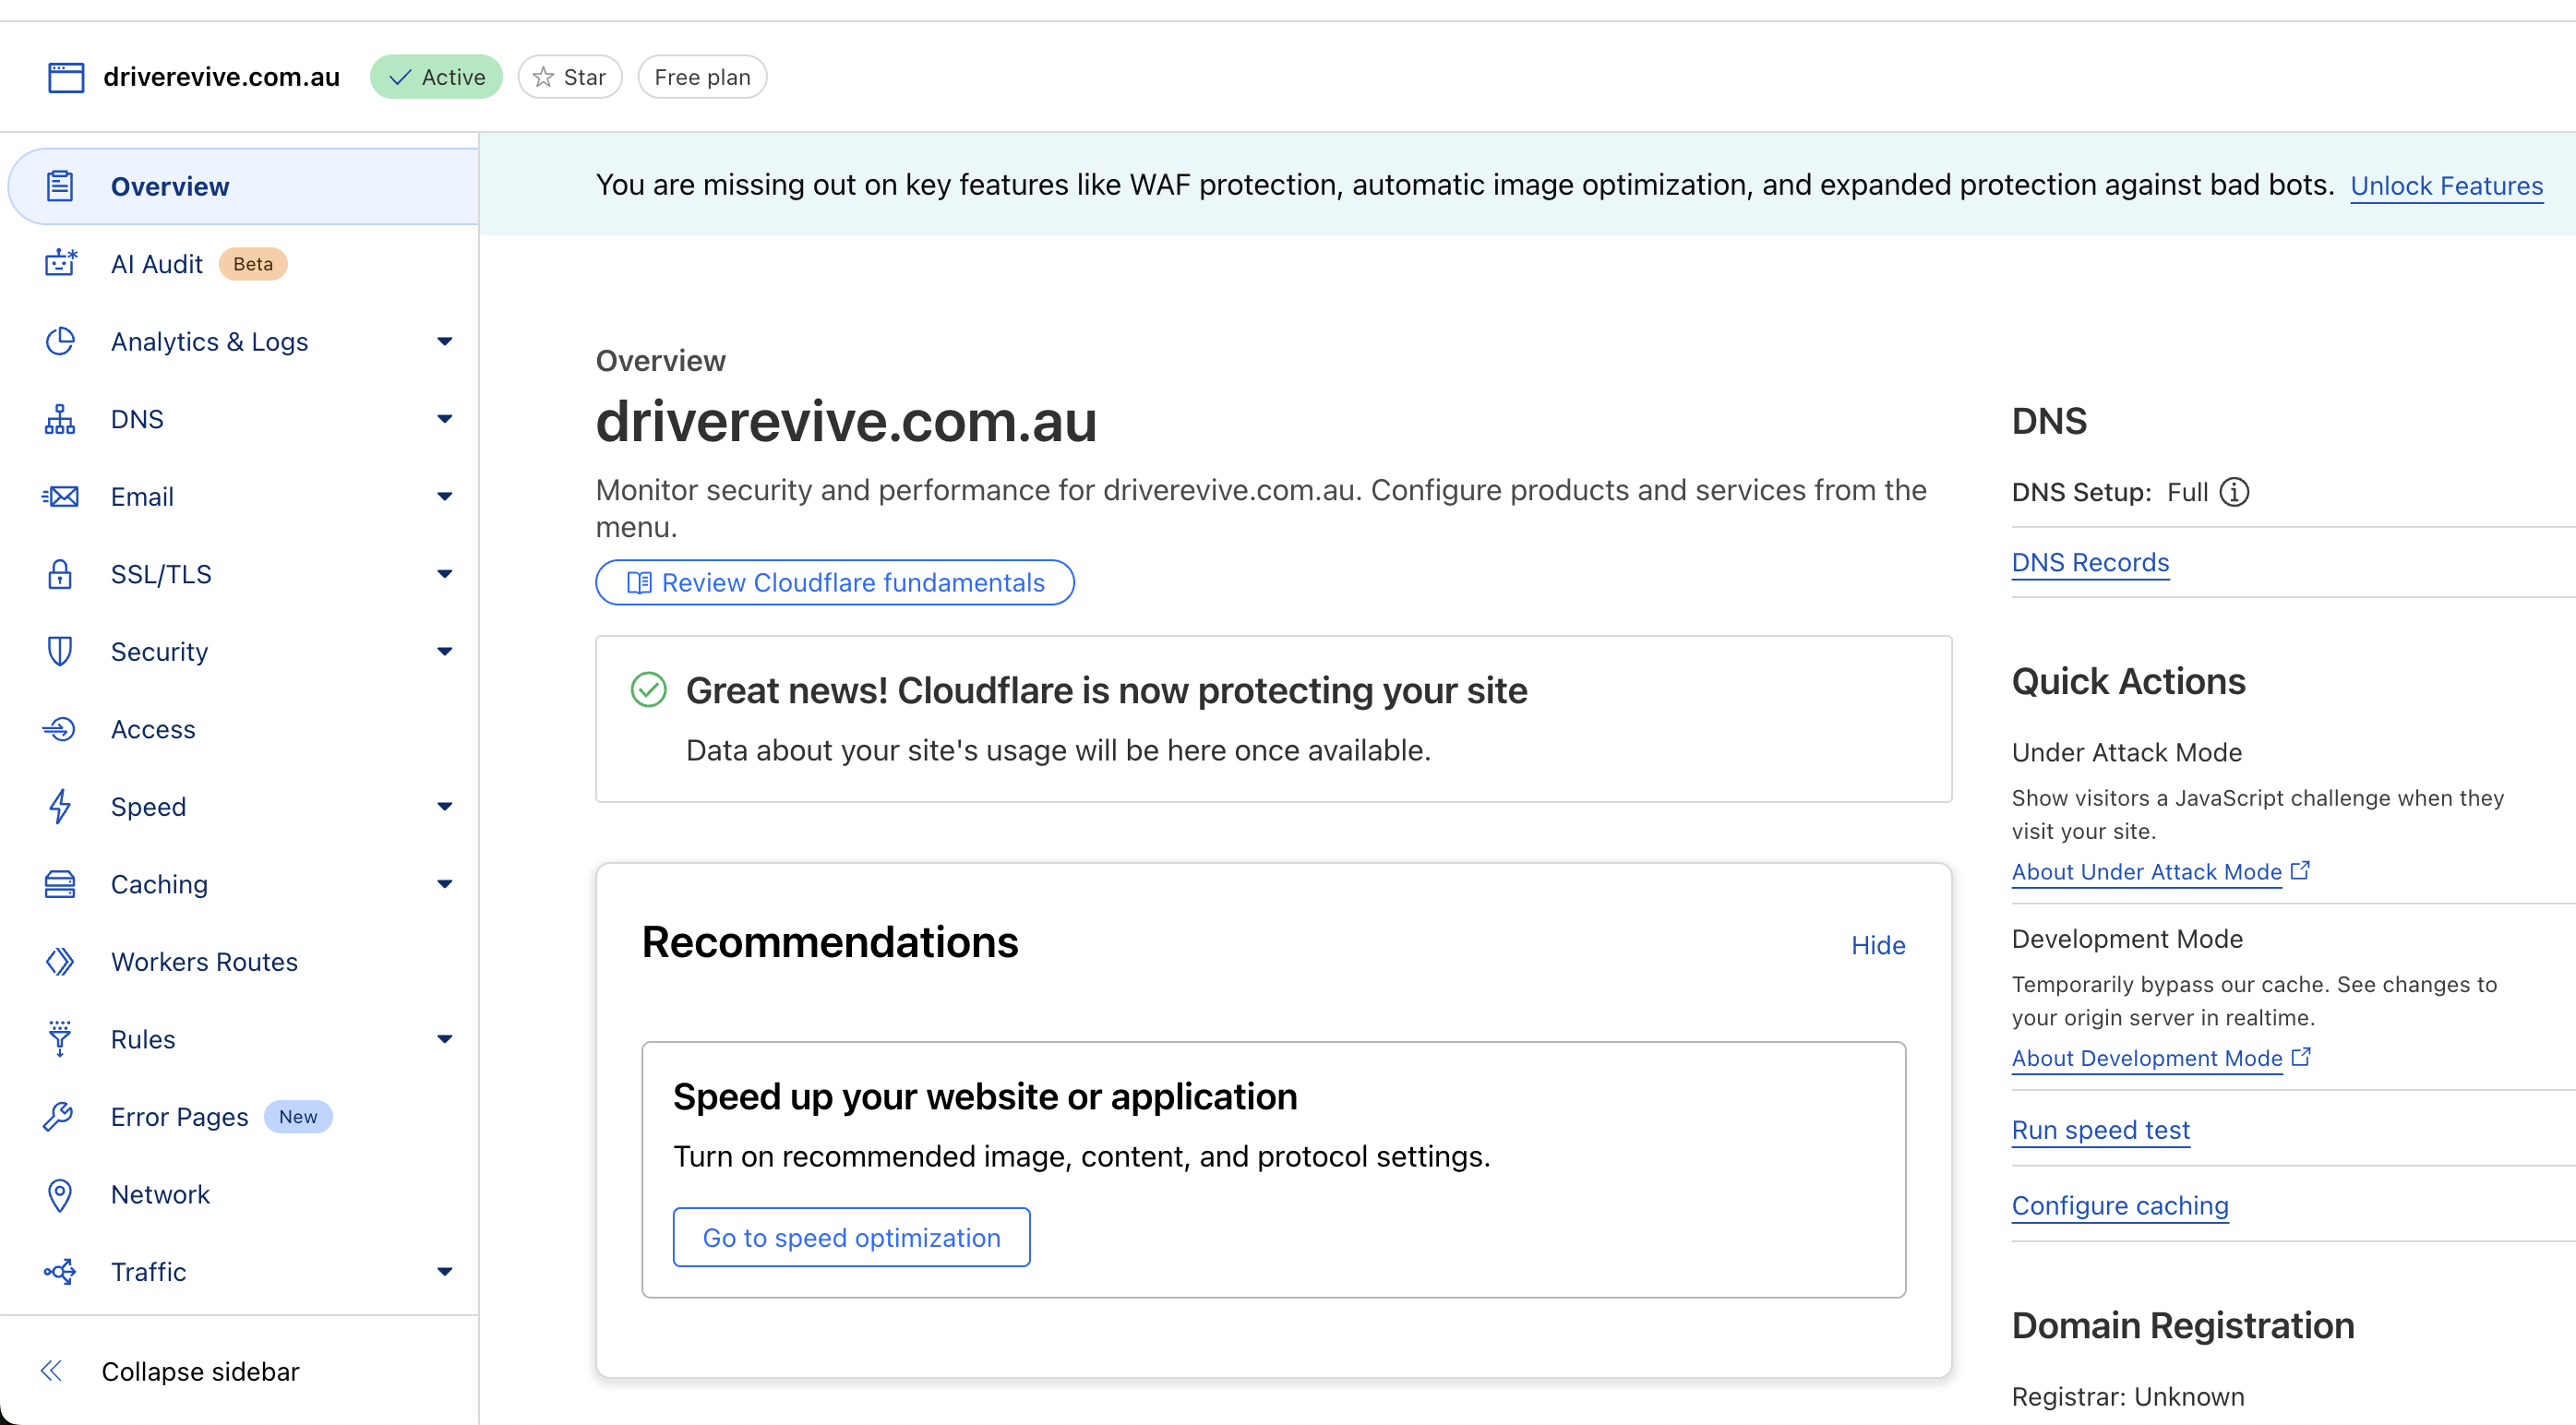 driverevive.com.au Active Star Free plan
Overview
AI Audit Beta
Analytics & Logs
DNS
Email
SSL/TLS
Security
Access
Speed
Caching
Workers Routes
Rules
Error Pages New
Network
Traffic
Collapse sidebar
You are missing out on key features like WAF protection, automatic image optimization, and expanded protection against bad bots. Unlock Features
Overview
driverevive.com.au
Monitor security and performance for driverevive.com.au. Configure products and services from the
menu.
Review Cloudflare fundamentals
Great news! Cloudflare is now protecting your site
Data about your site's usage will be here once available.
Recommendations
Hide
Speed up your website or application
Turn on recommended image, content, and protocol settings.
Go to speed optimization
DNS
DNS Setup: Full
DNS Records
Quick Actions
Under Attack Mode
Show visitors a JavaScript challenge when they
visit your site.
About Under Attack Mode
Development Mode
Temporarily bypass our cache. See changes to
your origin server in realtime.
About Development Mode
Run speed test
Configure caching
Domain Registration
Registrar: Unknown